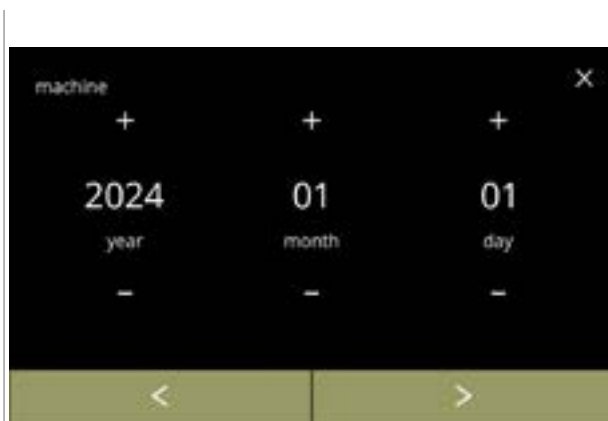 machine
X
+ + +
2024 01 01
year month day
- - -
< >